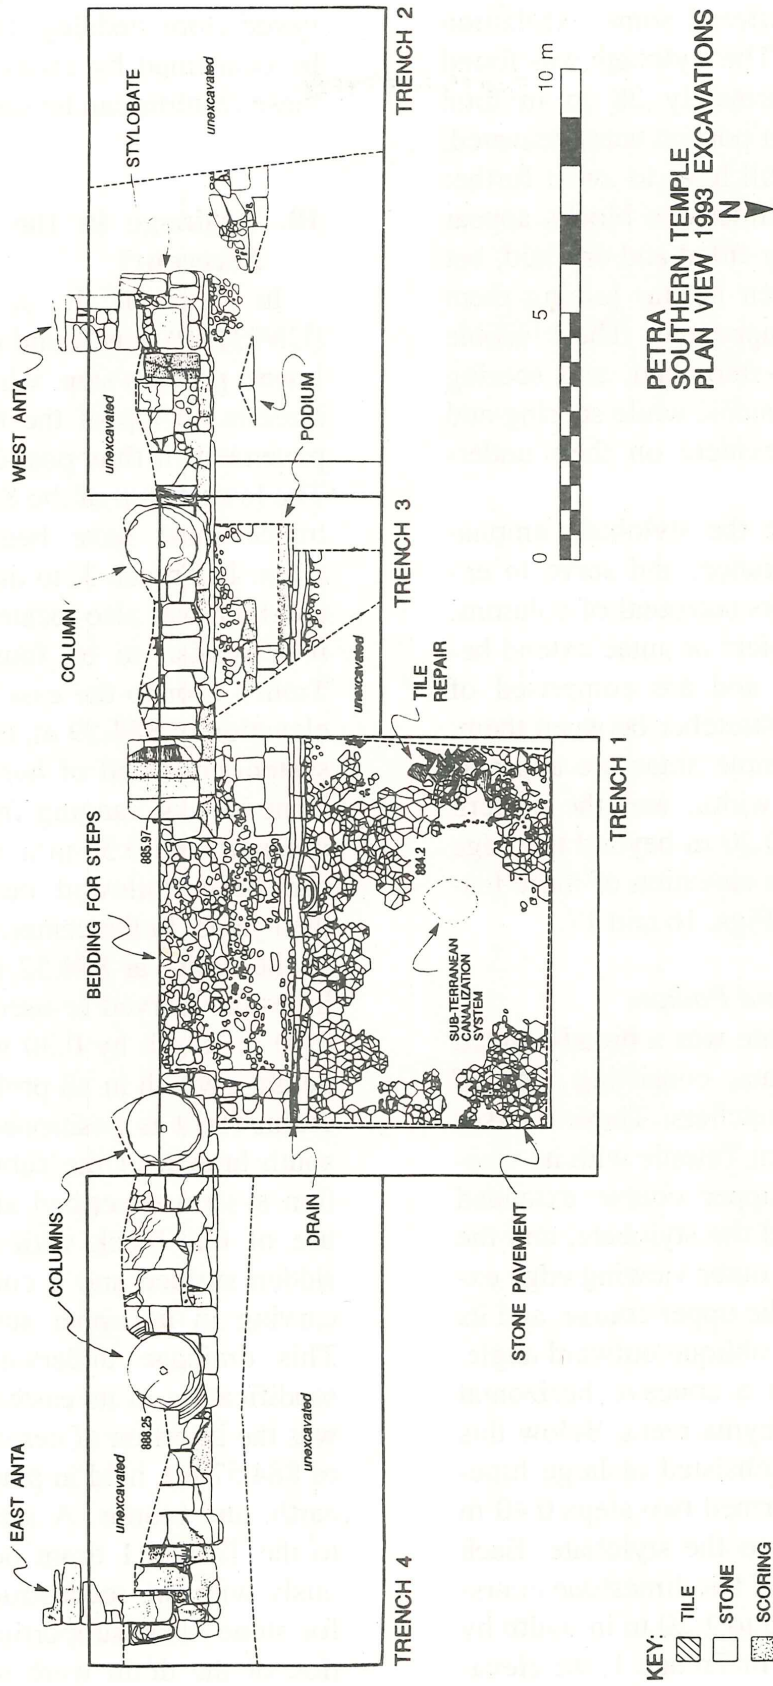 EAST ANTA
COLUMNS
BEDDING FOR STEPS
COLUMN
WEST ANTA
STYLOBATE
unexcavated
888.25
885.97
unexcavated
unexcavated
unexcavated
PODIUM
unexcavated
TRENCH 4
DRAIN
STONE PAVEMENT
SUB-TERRANEAN
CANALIZATION
SYSTEM
884.2
TILE
REPAIR
TRENCH 1
TRENCH 3
TRENCH 2
0
5
10 m
KEY:
TILE
STONE
SCORING
PETRA
SOUTHERN TEMPLE
PLAN VIEW 1993 EXCAVATIONS
N